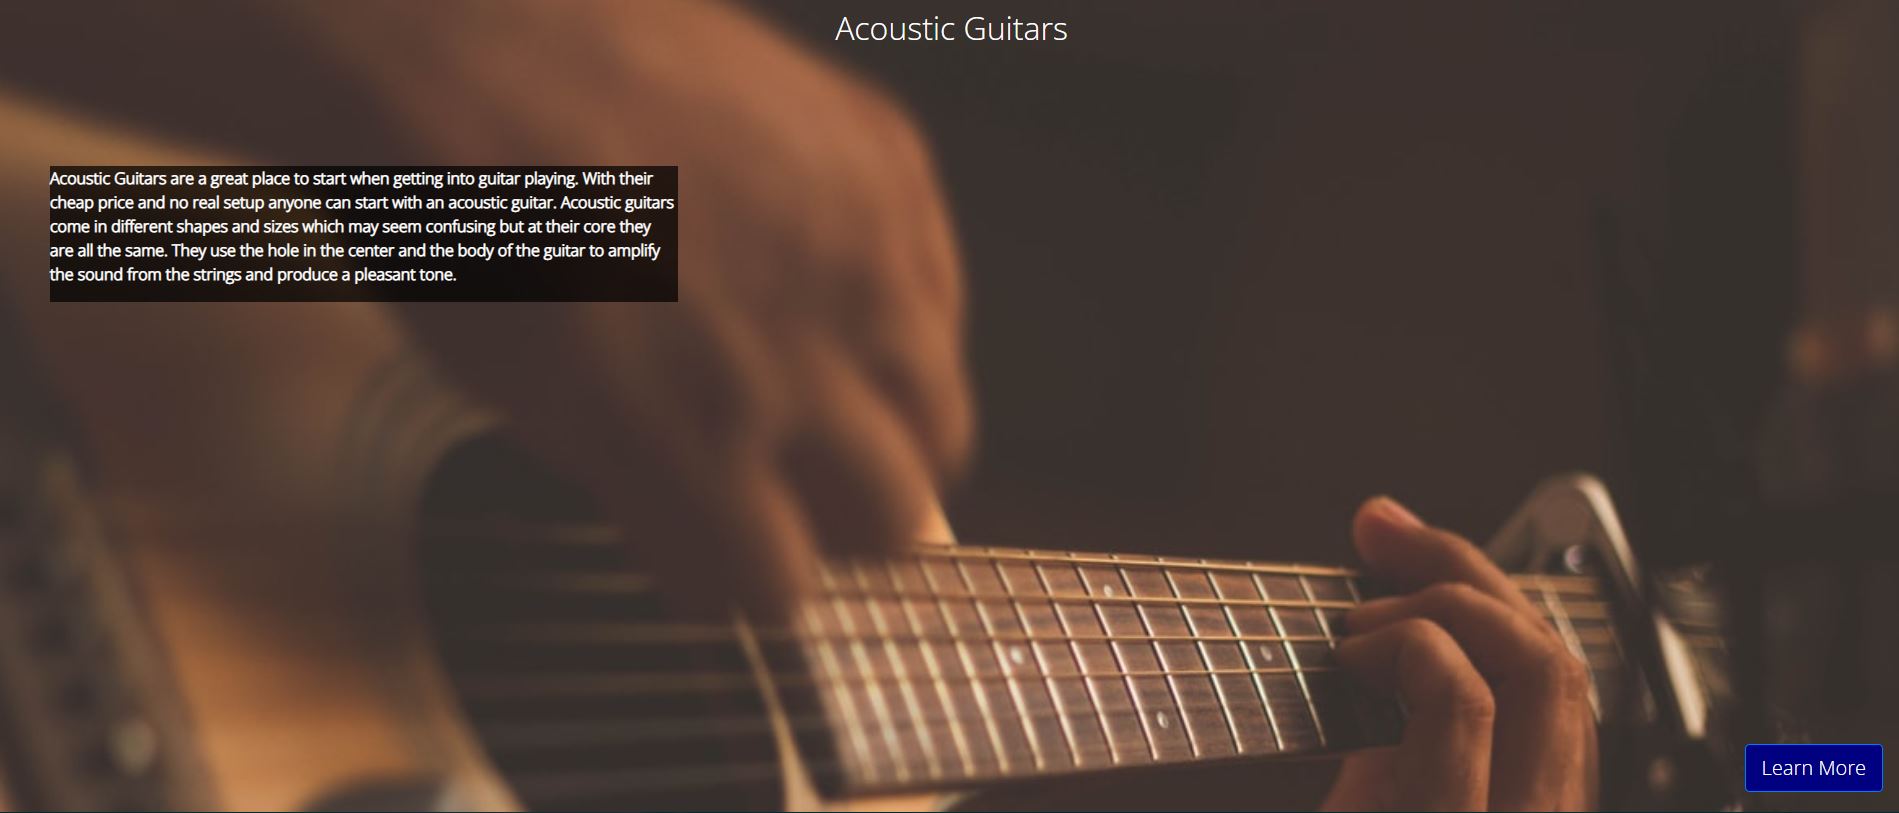 Acoustic Guitars
Acoustic Guitars are a great place to start when getting into guitar playing. With their
cheap price and no real setup anyone can start with an acoustic guitar. Acoustic guitars
come in different shapes and sizes which may seem confusing but at their core they
are all the same. They use the hole in the center and the body of the guitar to amplify
the sound from the strings and produce a pleasant tone.
Learn More